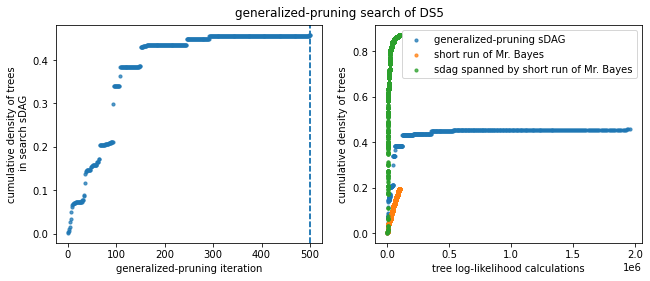 generalized-pruning search of DS5
cumulative density of trees
in search sDAG
0.4
0.3
0.2
0.1
0.0
0
100
200
300
400
500
generalized-pruning iteration
cumulative density of trees
0.8
0.6
0.4
0.2
0.0
generalized-pruning sDAG
short run of Mr. Bayes
sdag spanned by short run of Mr. Bayes
0.0
0.5
1.0
1.5
2.0
1e6
tree log-likelihood calculations